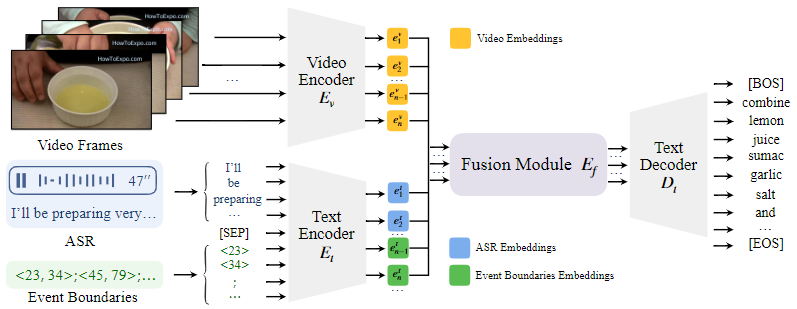 HowToExpo.com
HowToExpo.com
HowToExpo.com
HowToExpo.com
Video Frames
47″
I'll be preparing very…
ASR
<23, 34>;<45, 79>;…
Event Boundaries
…
I'll
be
preparing
…
[SEP]
<23>
<34>
;
…
Video
Encoder
E_v
Text
Encoder
E_t
e_1^v
e_2^v
…
e_{n-1}^v
e_n^v
e_1^t
e_2^t
…
e_{n-1}^t
e_n^t
…
Video Embeddings
ASR Embeddings
Event Boundaries Embeddings
…
…
Fusion Module E_f
…
…
Text
Decoder
D_t
[BOS]
combine
lemon
juice
sumac
garlic
salt
and
…
[EOS]